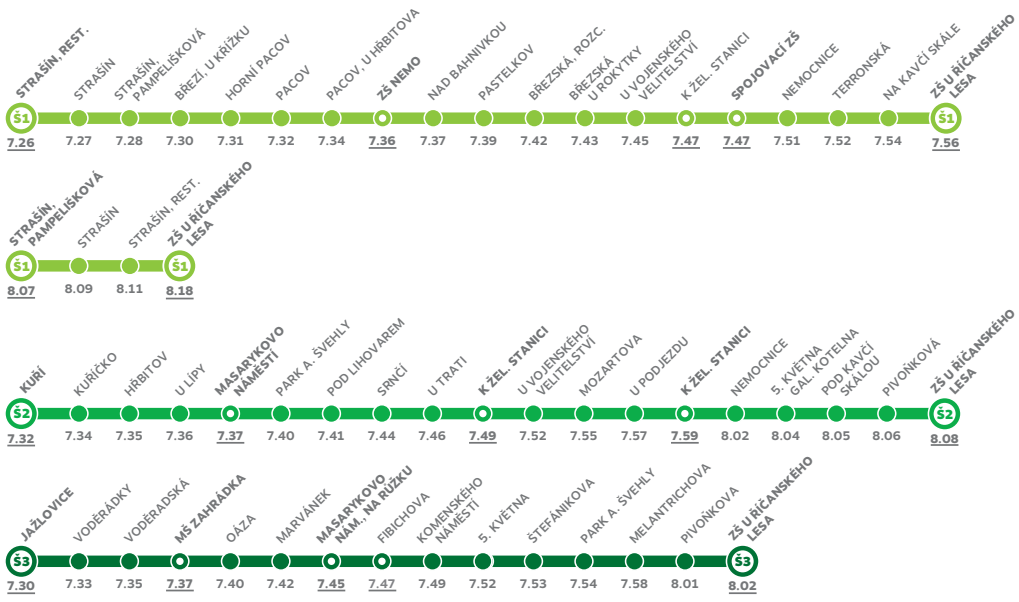 STRAŠÍN, REST.
STRAŠÍN
STRAŠÍN,
PAMPELIŠKOVÁ
BŘEZÍ, U KŘÍŽKU
HORNÍ PACOV
PACOV
PACOV, U HŘBITOVA
ZŠ NEMO
NAD BAHNIVKOU
PASTELKOV
BŘEZSKÁ, ROZC.
BŘEZSKÁ
U ROKYTKY
U VOJENSKÉHO
VELITELSTVÍ
K ŽEL. STANICI
SPOJOVACÍ ZŠ
NEMOCNICE
TERRONSKÁ
NA KAVČÍ SKÁLE
ZŠ U ŘÍČANSKÉHO
LESA
Š1 Š1
7.26 7.27 7.28 7.30 7.31 7.32 7.34 7.36 7.37 7.39 7.42 7.43 7.45 7.47 7.47 7.51 7.52 7.54 7.56
STRAŠÍN,
PAMPELIŠKOVÁ
STRAŠÍN
STRAŠÍN, REST.
ZŠ U ŘÍČANSKÉHO
LESA
Š1 Š1
8.07 8.09 8.11 8.18
KUŘÍ
KUŘÍČKO
HŘBITOV
U LÍPY
MASARYKOVO
NÁMĚSTÍ
PARK A. ŠVEHLY
POD LIHOVAREM
SRNČÍ
U TRATI
K ŽEL. STANICI
U VOJENSKÉHO
VELITELSTVÍ
MOZARTOVA
U PODJEZDU
K ŽEL. STANICI
NEMOCNICE
5. KVĚTNA
GAL. KOTELNA
POD KAVČÍ
SKÁLOU
PIVOŇKOVÁ
ZŠ U ŘÍČANSKÉHO
LESA
Š2 Š2
7.32 7.34 7.35 7.36 7.37 7.40 7.41 7.44 7.46 7.49 7.52 7.55 7.57 7.59 8.02 8.04 8.05 8.06 8.08
JAŽLOVICE
VODĚRÁDKY
VODĚRADSKÁ
MŠ ZAHRÁDKA
OÁZA
MARVÁNEK
MASARYKOVO
NÁM., NA RŮŽKU
FIBICHOVA
KOMENSKÉHO
NÁMĚSTÍ
5. KVĚTNA
ŠTEFÁNIKOVA
PARK A. ŠVEHLY
MELANTRICHOVA
PIVOŇKOVA
ZŠ U ŘÍČANSKÉHO
LESA
Š3 Š3
7.30 7.33 7.35 7.37 7.40 7.42 7.45 7.47 7.49 7.52 7.53 7.54 7.58 8.01 8.02